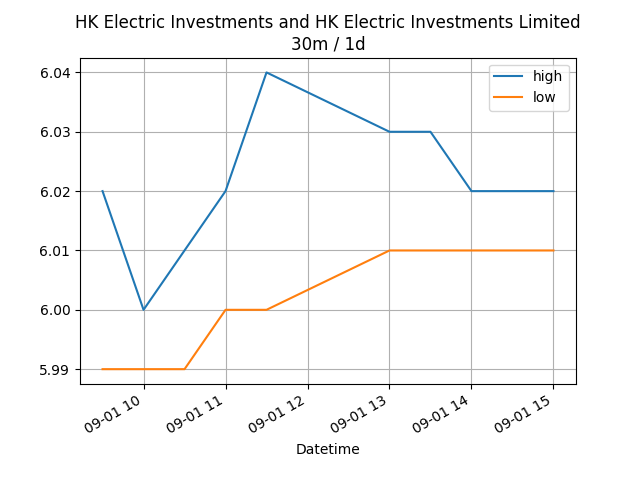 HK Electric Investments and HK Electric Investments Limited
30m / 1d
high
low
6.04
6.03
6.02
6.01
6.00
5.99
09-01 10
09-01 11
09-01 12
09-01 13
09-01 14
09-01 15
Datetime